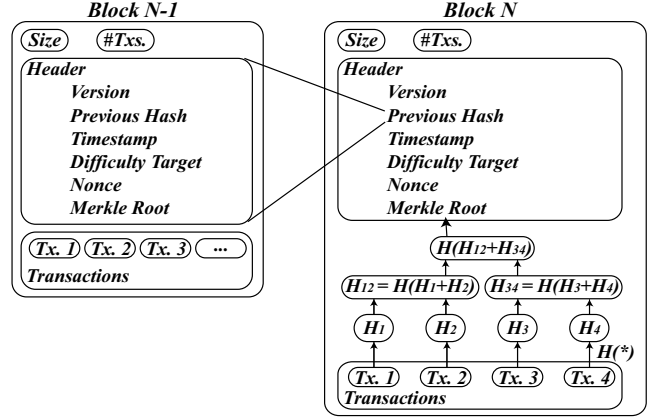 Block N-1
Size #Txs.
Header
Version
Previous Hash
Timestamp
Difficulty Target
Nonce
Merkle Root
Tx. 1 Tx. 2 Tx. 3 ...
Transactions
Block N
Size #Txs.
Header
Version
Previous Hash
Timestamp
Difficulty Target
Nonce
Merkle Root
H(H12+H34)
H12 = H(H1+H2) H34 = H(H3+H4)
H1 H2 H3 H4
H(*)
Tx. 1 Tx. 2 Tx. 3 Tx. 4
Transactions